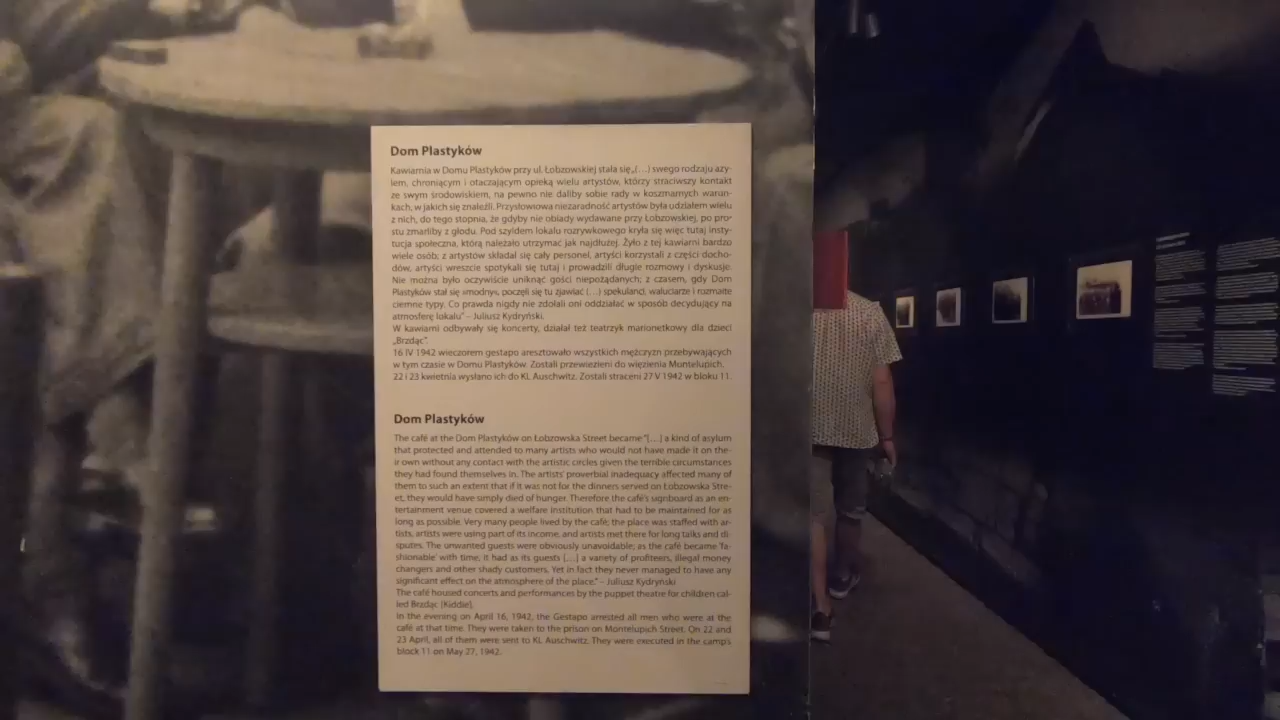 Dom Plastyków
Kawiarnia w Domu Plastyków przy ul. Łobzowskiej stała się „(…) swego rodzaju azy-
lem, chroniącym i otaczającym opieką wielu artystów, którzy straciwszy kontakt
ze swym środowiskiem, na pewno nie daliby sobie rady w koszmarnych warun-
kach, w jakich się znaleźli. Przysłowiowa niezaradność artystów była udziałem wielu
z nich, do tego stopnia, że gdyby nie obiady wydawane przy Łobzowskiej, po pro-
stu zmarliby z głodu. Pod szyldem lokalu rozrywkowego kryła się więc tutaj insty-
tucja społeczna, którą należało utrzymać jak najdłużej. Żyło z tej kawiarni bardzo
wiele osób; z artystów składał się cały personel, artyści korzystali z części docho-
dów, artyści wreszcie spotykali się tutaj i prowadzili długie rozmowy i dyskusje.
Nie można było oczywiście uniknąć gości niepożądanych; z czasem, gdy Dom
Plastyków stał się »modny«, poczęli się tu zjawiać (…) spekulanci, waluciarze i rozmaite
ciemne typy. Co prawda nigdy nie zdołali oni oddziałać w sposób decydujący na
atmosferę lokalu" – Juliusz Kydryński.
W kawiarni odbywały się koncerty, działał też teatrzyk marionetkowy dla dzieci
„Brzdąc".
16 IV 1942 wieczorem gestapo aresztowało wszystkich mężczyzn przebywających
w tym czasie w Domu Plastyków. Zostali przewiezieni do więzienia Montelupich.
22 i 23 kwietnia wysłano ich do KL Auschwitz. Zostali straceni 27 V 1942 w bloku 11.
Dom Plastyków
The café at the Dom Plastyków on Łobzowska Street became "[…] a kind of asylum
that protected and attended to many artists who would not have made it on the-
ir own without any contact with the artistic circles given the terrible circumstances
they had found themselves in. The artists' proverbial inadequacy affected many of
them to such an extent that if it was not for the dinners served on Łobzowska Stre-
et, they would have simply died of hunger. Therefore the café's signboard as an en-
tertainment venue covered a welfare institution that had to be maintained for as
long as possible. Very many people lived by the café; the place was staffed with ar-
tists, artists were using part of its income, and artists met there for long talks and di-
sputes. The unwanted guests were obviously unavoidable; as the café became 'fa-
shionable' with time, it had as its guests […] a variety of profiteers, illegal money
changers and other shady customers. Yet in fact they never managed to have any
significant effect on the atmosphere of the place." – Juliusz Kydryński
The café housed concerts and performances by the puppet theatre for children cal-
led Brzdąc [Kiddie].
In the evening on April 16, 1942, the Gestapo arrested all men who were at the
café at that time. They were taken to the prison on Montelupich Street. On 22 and
23 April, all of them were sent to KL Auschwitz. They were executed in the camp's
block 11 on May 27, 1942.